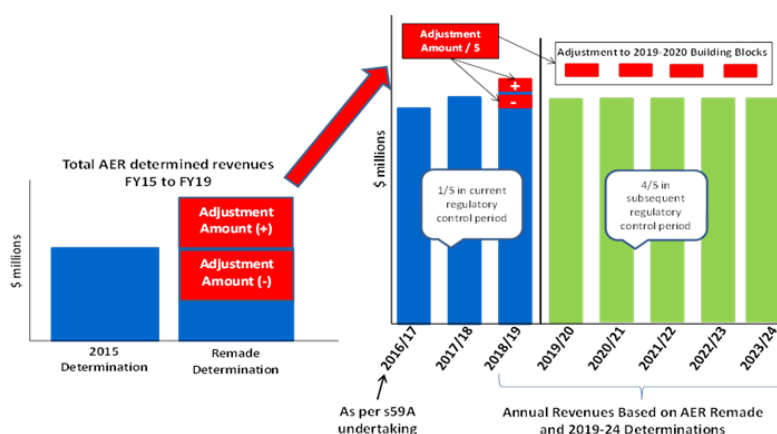 Total AER determined revenues
FY15 to FY19
$ millions
Adjustment
Amount (+)
Adjustment
Amount (-)
2015
Determination
Remade
Determination
$ millions
Adjustment
Amount / 5
+
-
Adjustment to 2019-2020 Building Blocks
1/5 in current
regulatory
control period
4/5 in
subsequent
regulatory
control period
2016/17
2017/18
2018/19
2019/20
2020/21
2021/22
2022/23
2023/24
As per s59A
undertaking
Annual Revenues Based on AER Remade
and 2019-24 Determinations